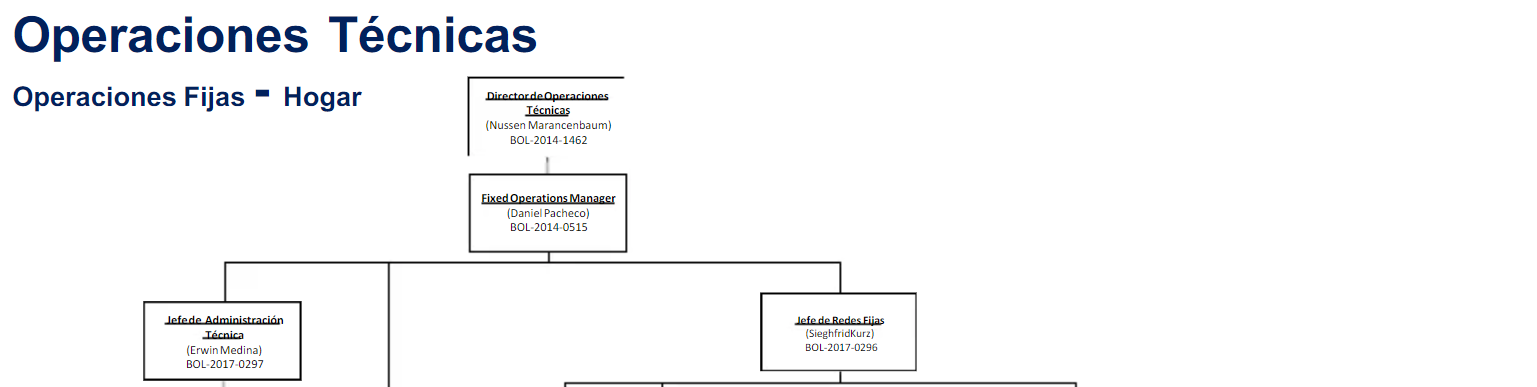 Operaciones Técnicas
Operaciones Fijas - Hogar
Director de Operaciones
Técnicas
(Nussen Marancenbaum)
BOL-2014-1462
Fixed Operations Manager
(Daniel Pacheco)
BOL-2014-0515
Jefe de Administración
Técnica
(Erwin Medina)
BOL-2017-0297
Jefe de Redes Fijas
(SieghfridKurz)
BOL-2017-0296